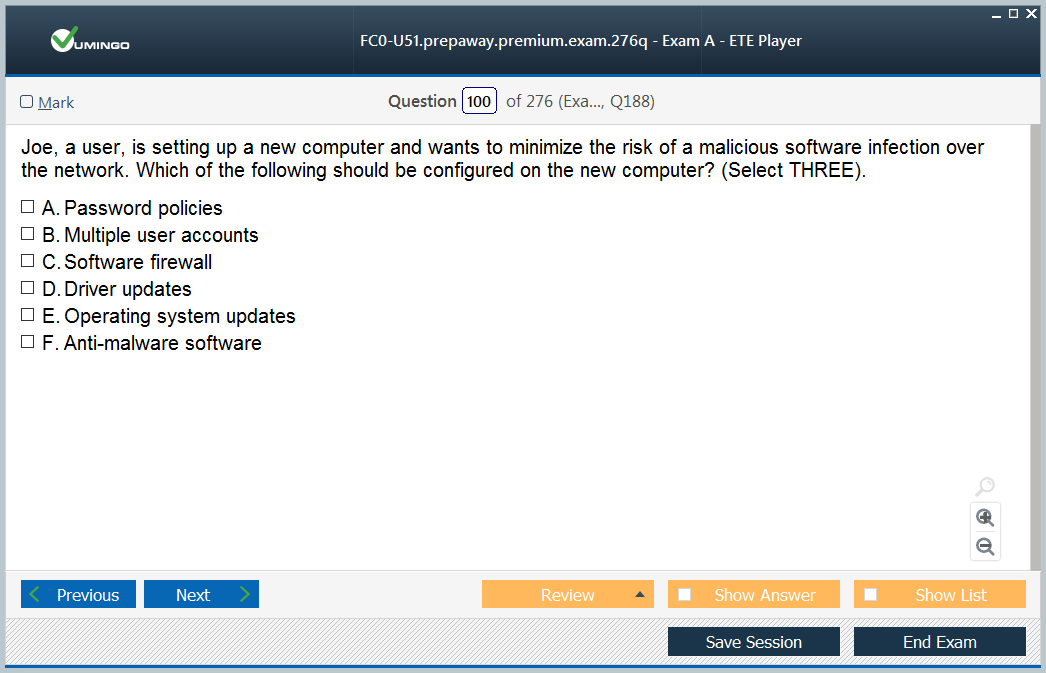 VUMINGO
FC0-U51.prepaway.premium.exam.276q - Exam A - ETE Player
Mark
Question 100 of 276 (Exa..., Q188)
Joe, a user, is setting up a new computer and wants to minimize the risk of a malicious software infection over
the network. Which of the following should be configured on the new computer? (Select THREE).
A. Password policies
B. Multiple user accounts
C. Software firewall
D. Driver updates
E. Operating system updates
F. Anti-malware software
Previous Next Review Show Answer Show List
Save Session End Exam